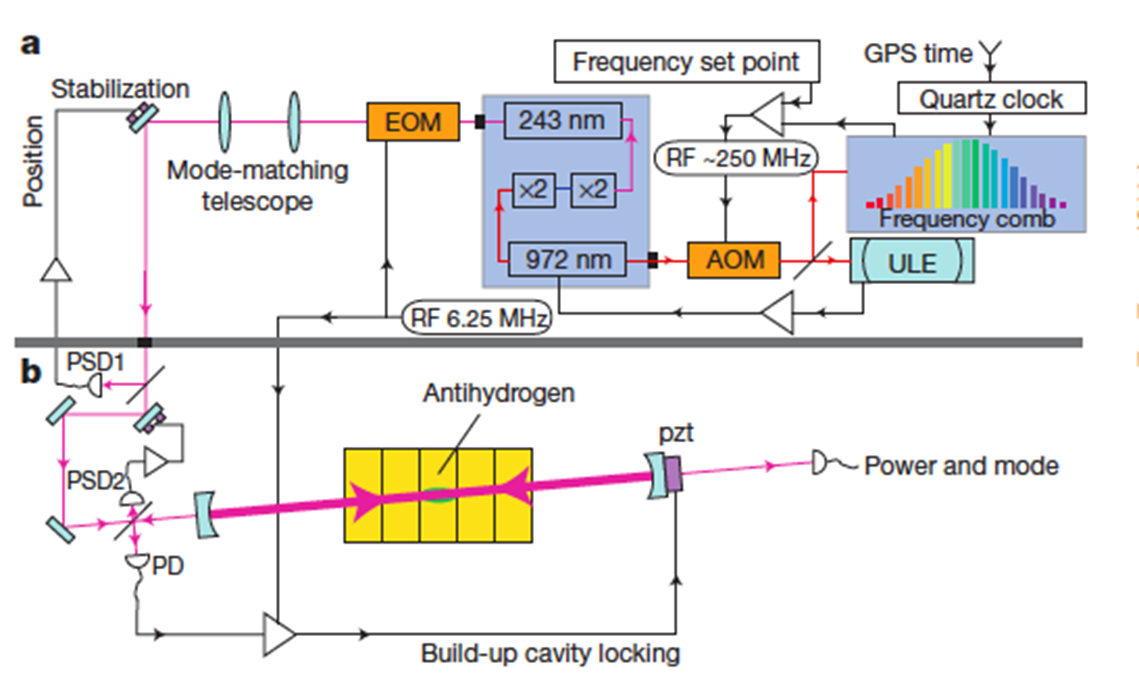 a
Frequency set point
GPS time
Stabilization
Quartz clock
EOM
243 nm
Position
RF ~250 MHz
Mode-matching
telescope
x2
x2
Frequency comb
972 nm
AOM
ULE
RF 6.25 MHz
b
PSD1
Antihydrogen
pzt
PSD2
Power and mode
PD
Build-up cavity locking